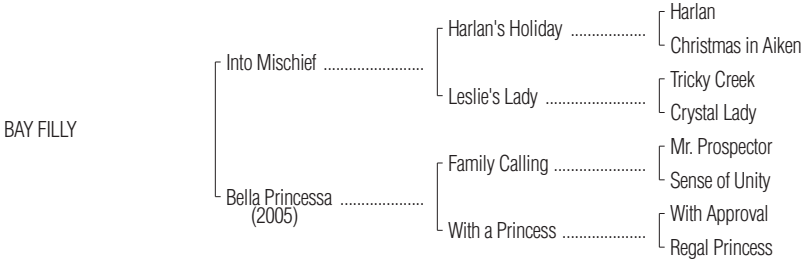 Harlan
Harlan's Holiday ..................
Christmas in Aiken
Into Mischief ........................
Tricky Creek
Leslie's Lady ........................
Crystal Lady
BAY FILLY
Mr. Prospector
Family Calling ......................
Sense of Unity
Bella Princessa ....................
(2005)
With Approval
With a Princess ....................
Regal Princess